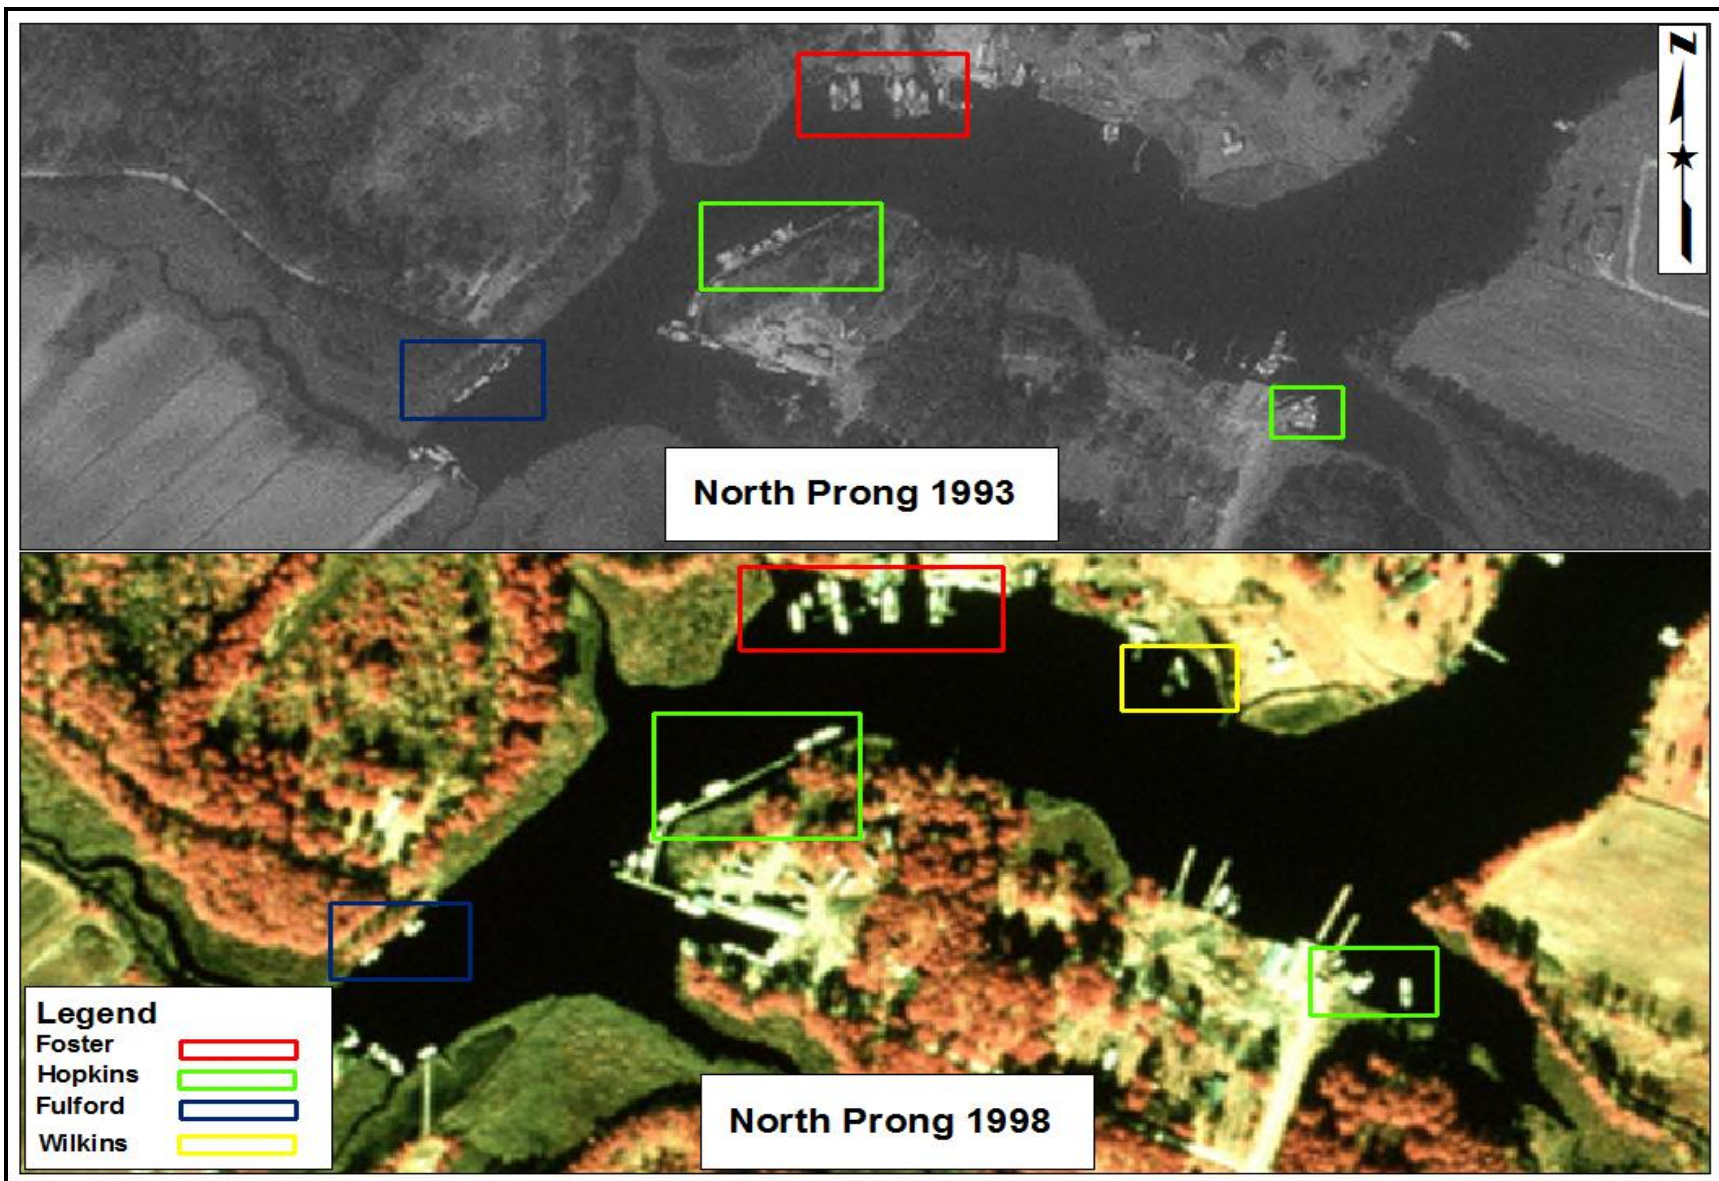 N
North Prong 1993
Legend
Foster
Hopkins
Fulford
Wilkins
North Prong 1998